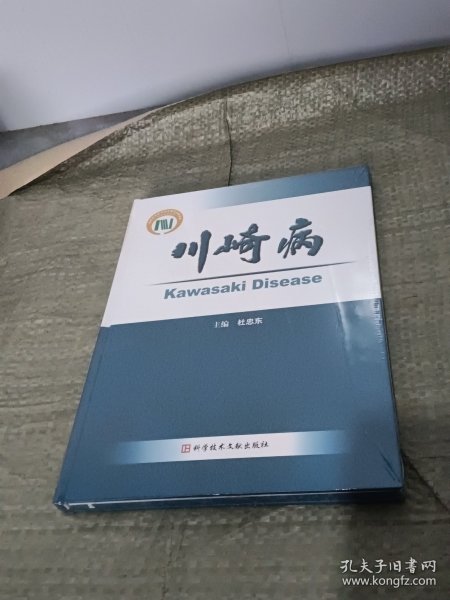 川崎病
Kawasaki Disease
主编 杜忠东
科学技术文献出版社
孔夫子旧书网
www.kongfz.com